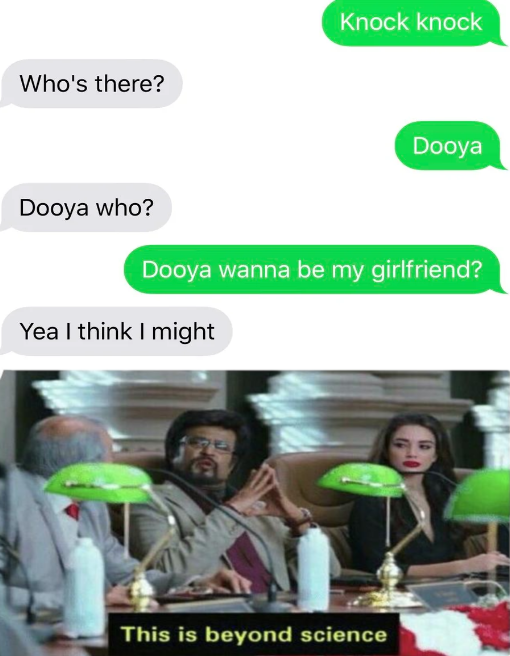 Knock knock
Who's there?
Dooya
Dooya who?
Dooya wanna be my girlfriend?
Yea I think I might
This is beyond science